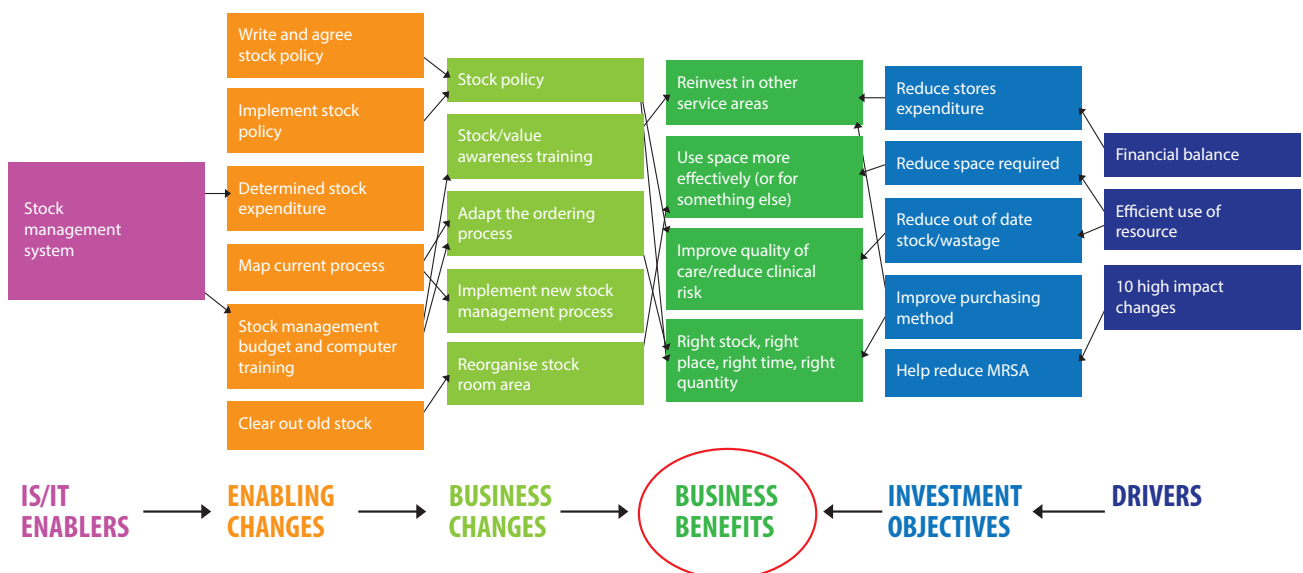 Write and agree
stock policy
Implement stock
policy
Determined stock
expenditure
Map current process
Stock management
budget and computer
training
Clear out old stock
Stock
management
system
Stock policy
Stock/value
awareness training
Adapt the ordering
process
Implement new stock
management process
Reorganise stock
room area
Reinvest in other
service areas
Use space more
effectively (or for
something else)
Improve quality of
care/reduce clinical
risk
Right stock, right
place, right time, right
quantity
Reduce stores
expenditure
Reduce space required
Reduce out of date
stock/wastage
Improve purchasing
method
Help reduce MRSA
Financial balance
Efficient use of
resource
10 high impact
changes
IS/IT
ENABLERS
ENABLING
CHANGES
BUSINESS
CHANGES
BUSINESS
BENEFITS
INVESTMENT
OBJECTIVES
DRIVERS